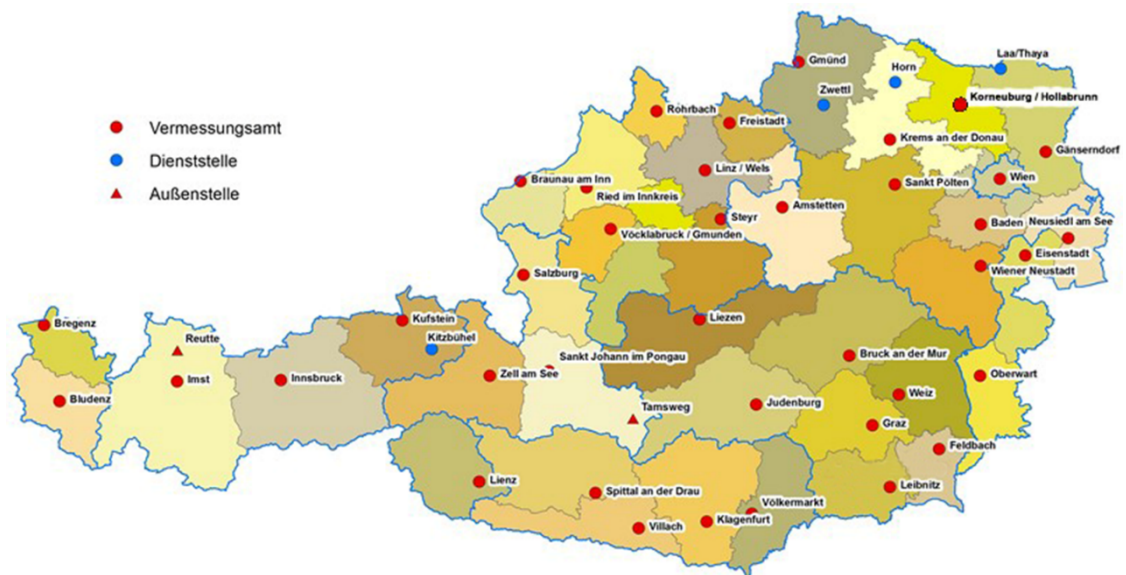 Vermessungsamt
Dienststelle
Außenstelle
Gmünd
Laa/Thaya
Horn
Zwettl
Korneuburg / Hollabrunn
Rohrbach
Freistadt
Krems an der Donau
Gänserndorf
Linz / Wels
Wien
Braunau am Inn
Ried im Innkreis
Sankt Pölten
Steyr
Amstetten
Baden
Neusiedl am See
Vöcklabruck / Gmunden
Eisenstadt
Wiener Neustadt
Salzburg
Bregenz
Kufstein
Liezen
Reutte
Kitzbühel
Sankt Johann im Pongau
Bruck an der Mur
Imst
Innsbruck
Zell am See
Oberwart
Bludenz
Weiz
Tamsweg
Judenburg
Graz
Feldbach
Lienz
Spittal an der Drau
Leibnitz
Völkermarkt
Villach
Klagenfurt